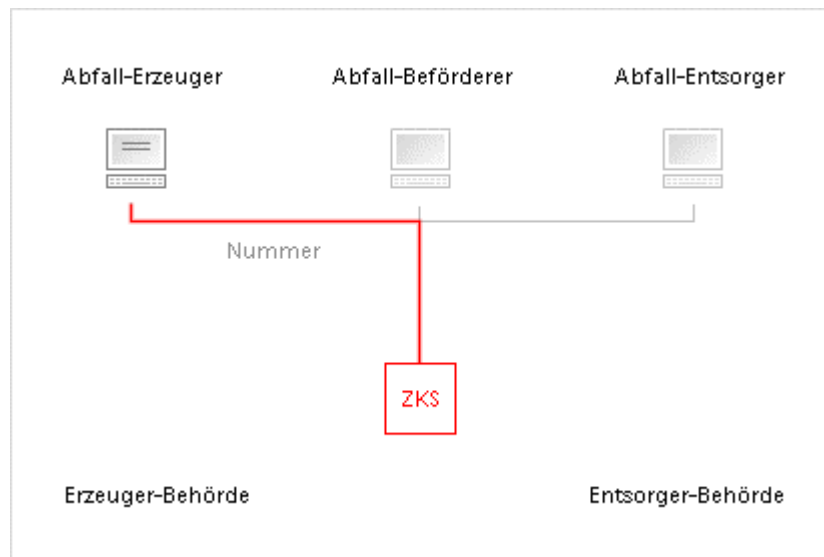 Abfall-Erzeuger Abfall-Beförderer Abfall-Entsorger
Nummer
ZKS
Erzeuger-Behörde Entsorger-Behörde